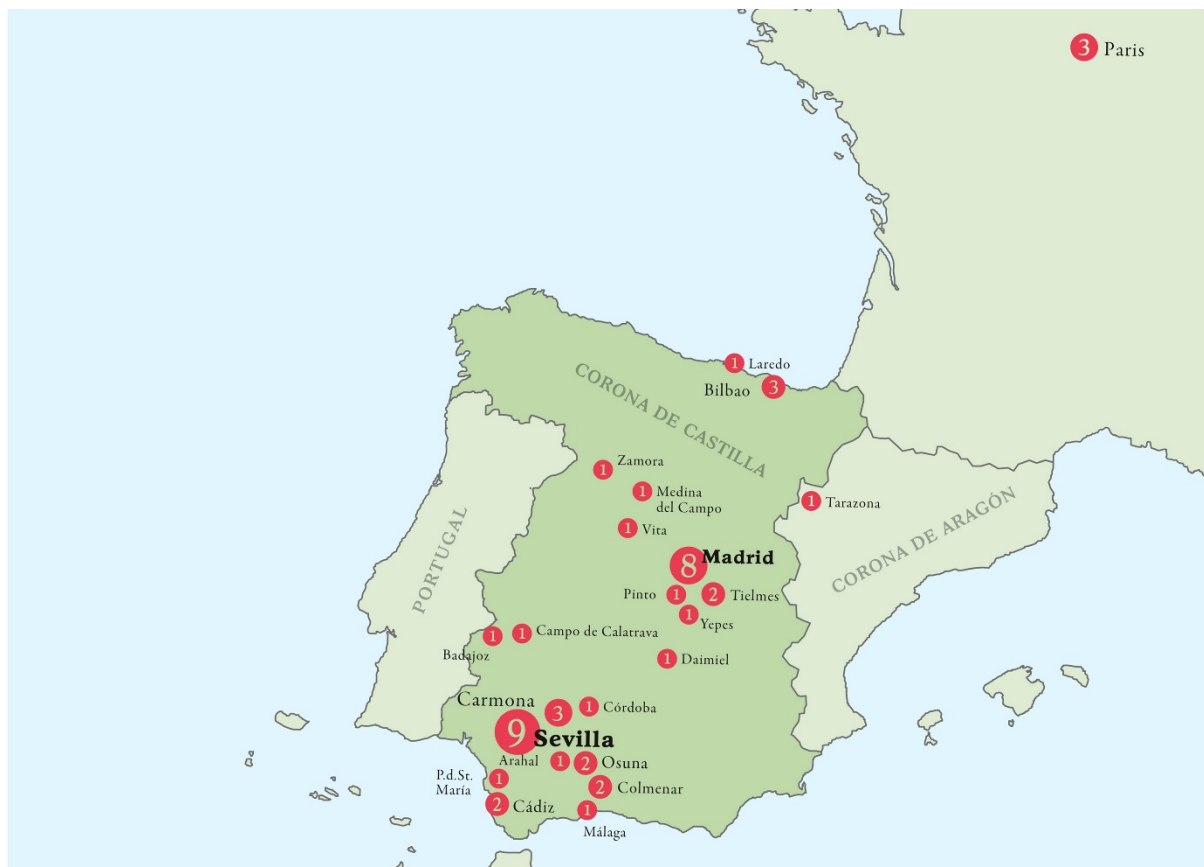 3 Paris
1 Laredo
Bilbao 3
CORONA DE CASTILLA
Zamora
1
1 Medina
del Campo
1 Tarazona
CORONA DE ARAGÓN
1 Vita
PORTUGAL
8 Madrid
Pinto 1
2 Tielmes
1 Yepes
1 Badajoz
1 Campo de Calatrava
1 Daimiel
Carmona 3
1 Córdoba
9 Sevilla
Arahal 1
2 Osuna
P.d.St.
María 1
2 Colmenar
2 Cádiz
1
Málaga